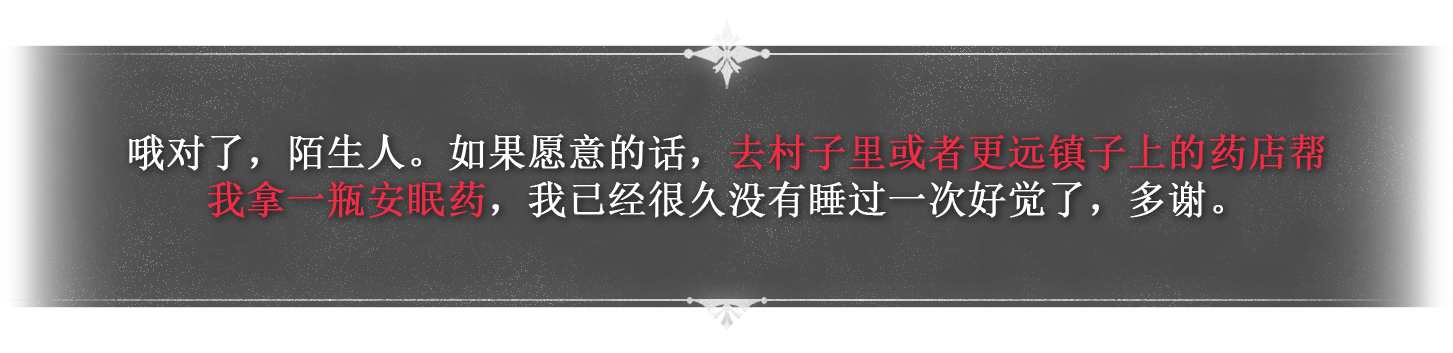 哦对了，陌生人。如果愿意的话，去村子里或者更远镇子上的药店帮
我拿一瓶安眠药，我已经很久没有睡过一次好觉了，多谢。